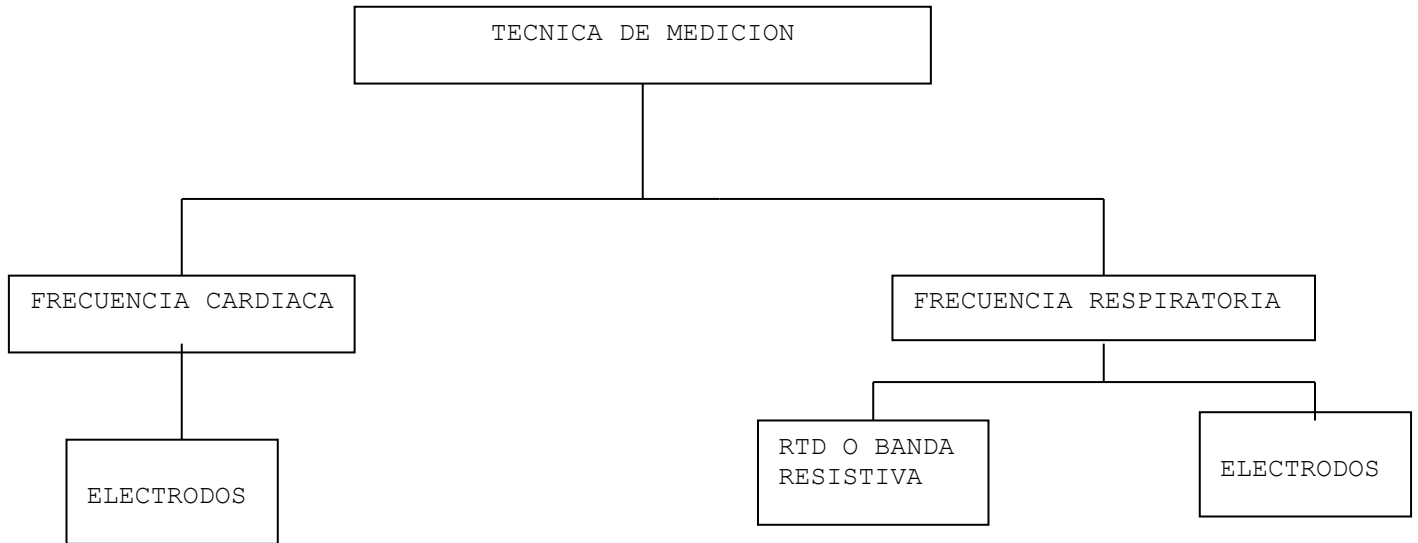 TECNICA DE MEDICION
FRECUENCIA CARDIACA
FRECUENCIA RESPIRATORIA
RTD O BANDA
RESISTIVA
ELECTRODOS
ELECTRODOS